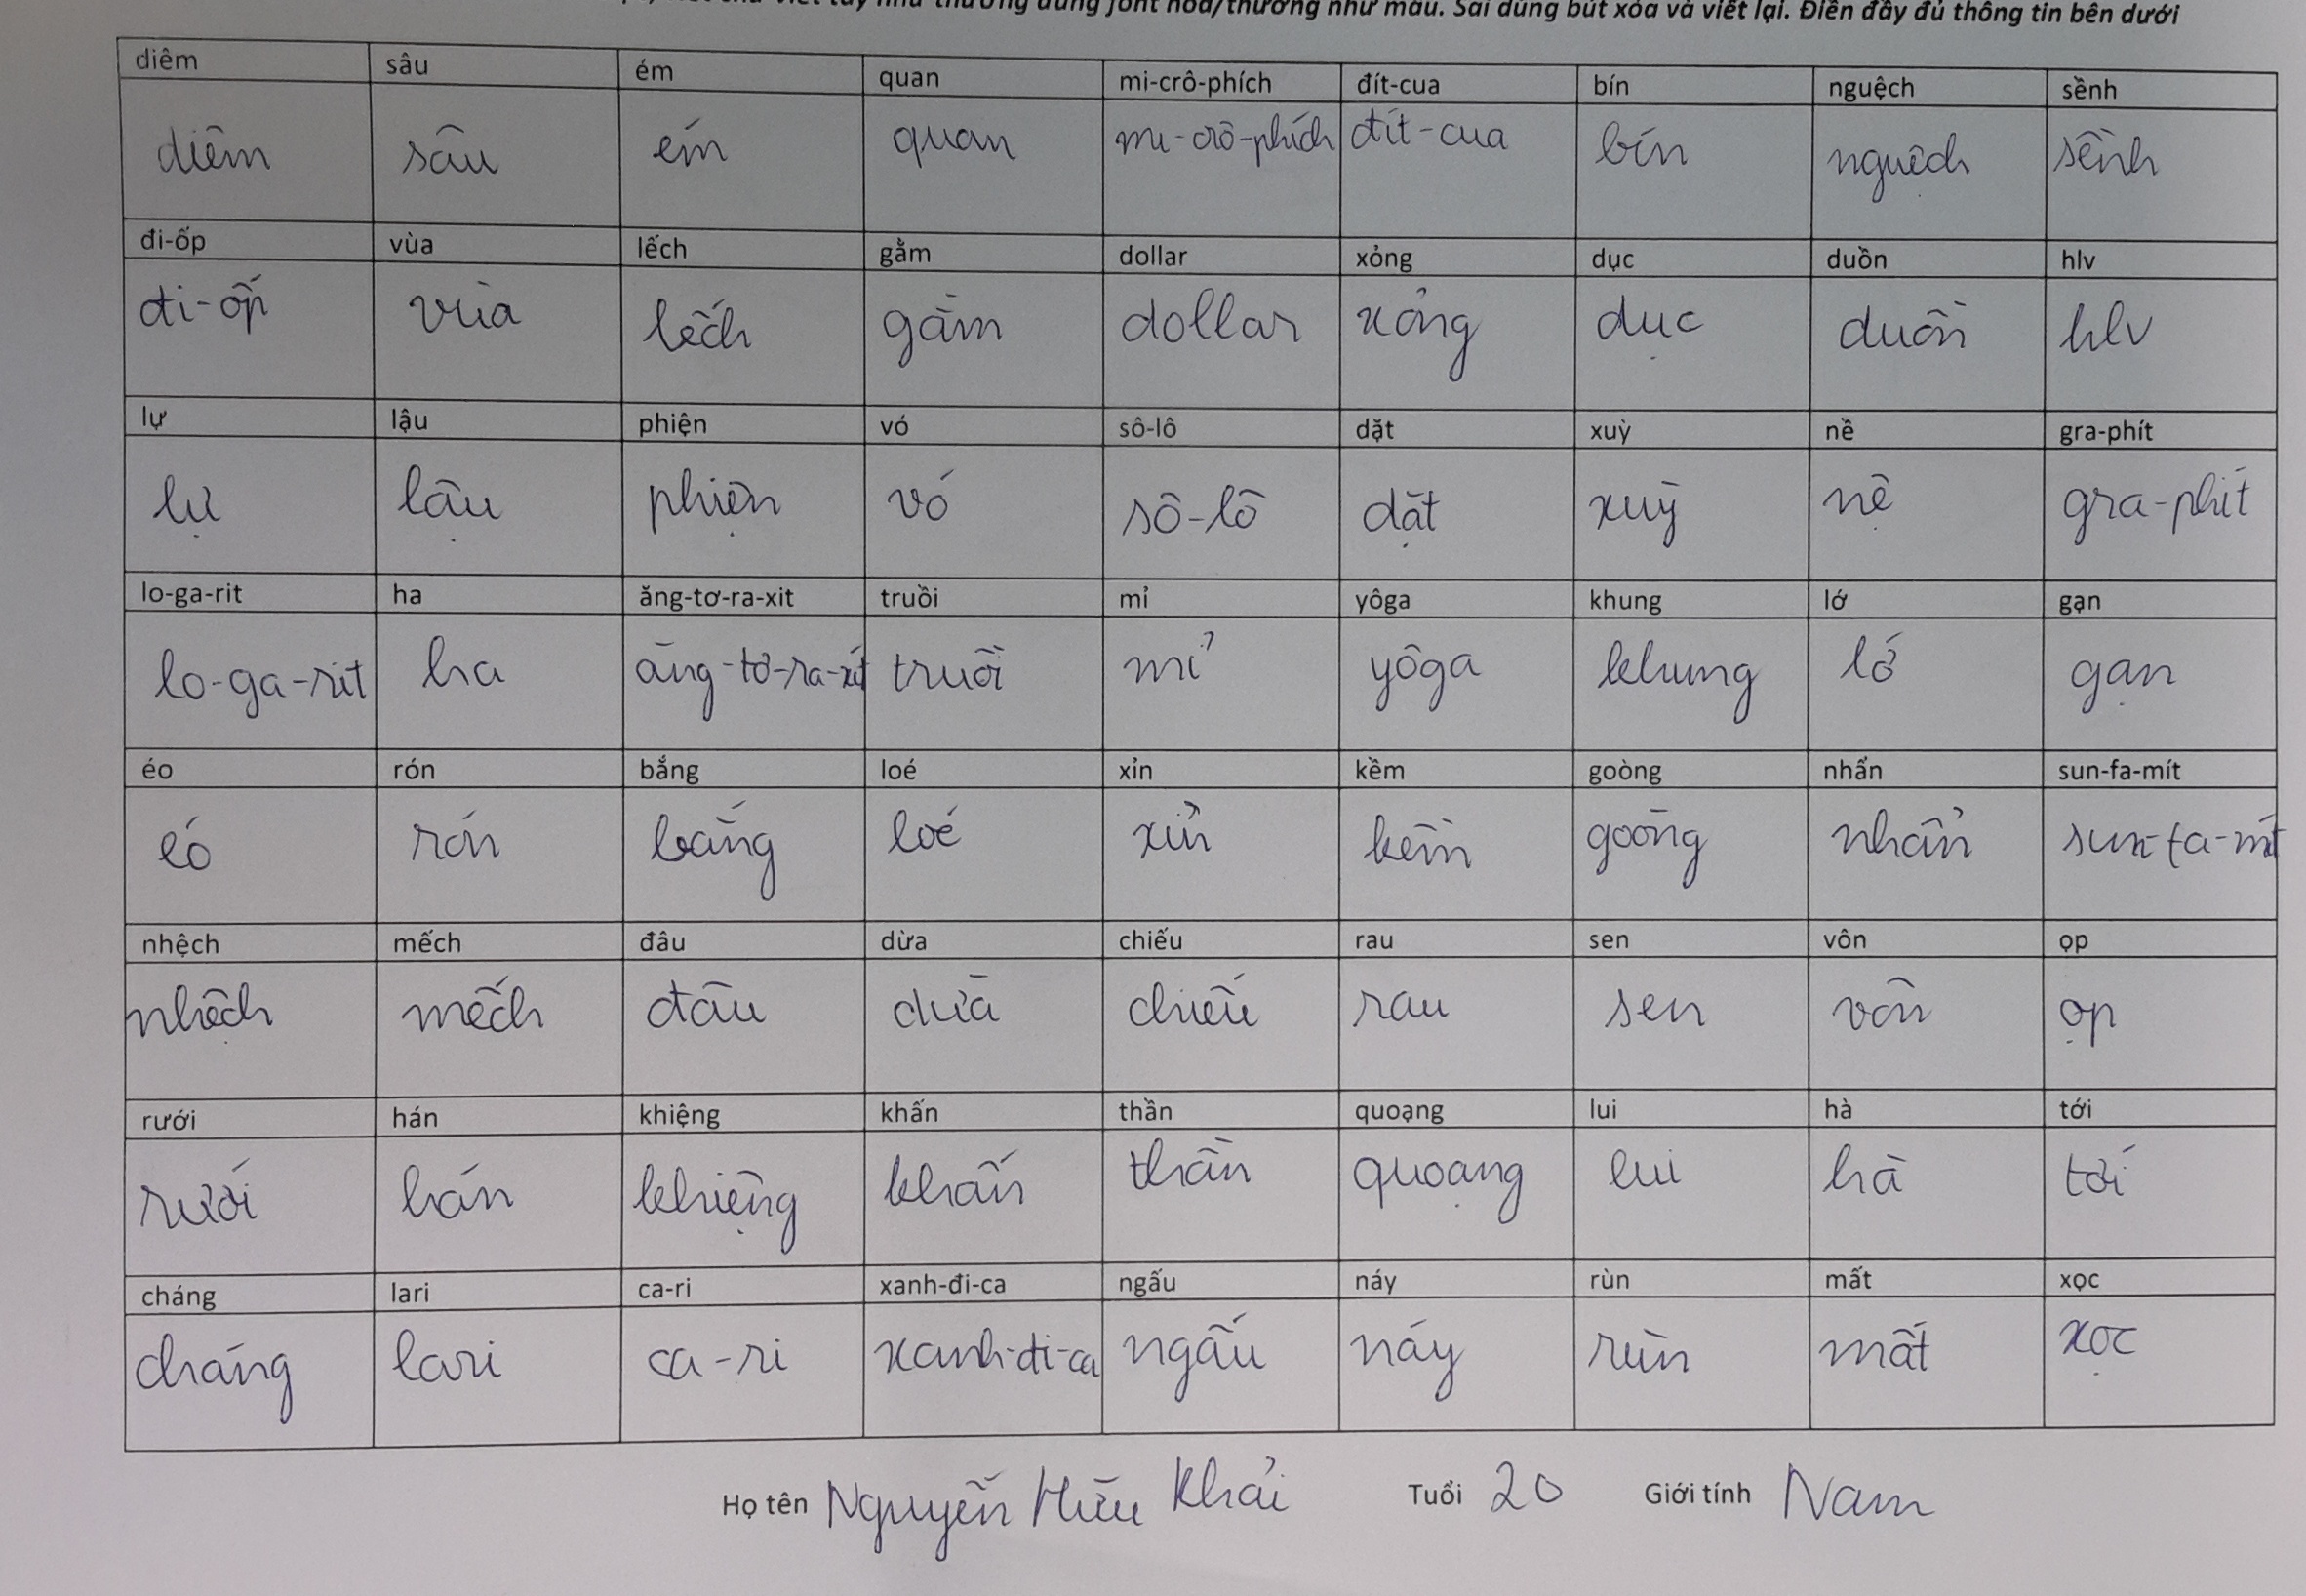 viết chữ viết tay như thường dùng font hoa/thường như mẫu. Sai dùng bút xóa và viết lại. Điền đầy đủ thông tin bên dưới
diêm sâu ém quan mi-crô-phích đít-cua bín nguệch sềnh
diêm sâu ém quan mi-crô-phích đít-cua bín nguệch sềnh
đi-ốp vùa lếch gằm dollar xỏng dục duồn hlv
đi-ốp vùa lếch gằm dollar xỏng dục duồn hlv
lự lậu phiện vó sô-lô dặt xuỳ nề gra-phít
lự lậu phiện vó sô-lô dặt xuỳ nệ gra-phít
lo-ga-rit ha ăng-tơ-ra-xit truồi mỉ yôga khung lớ gạn
lo-ga-rit ha ăng-tơ-ra-xit truồi mỉ yôga khung lớ gạn
éo rón bắng loé xỉn kềm goòng nhẩn sun-fa-mít
éo rón bắng loé xỉn kềm goòng nhẩn sun-fa-mít
nhệch mếch đâu dừa chiếu rau sen vôn ọp
nhệch mếch đâu dừa chiếu rau sen vôn ọp
rưới hán khiệng khấn thần quoạng lui hà tới
rưới hán khiệng khấn thần quoạng lui hà tới
cháng lari ca-ri xanh-đi-ca ngấu náy rùn mất xọc
cháng lari ca-ri xanh-đi-ca ngấu náy rùn mất xọc
Họ tên Nguyễn Hữu Khải Tuổi 20 Giới tính Nam